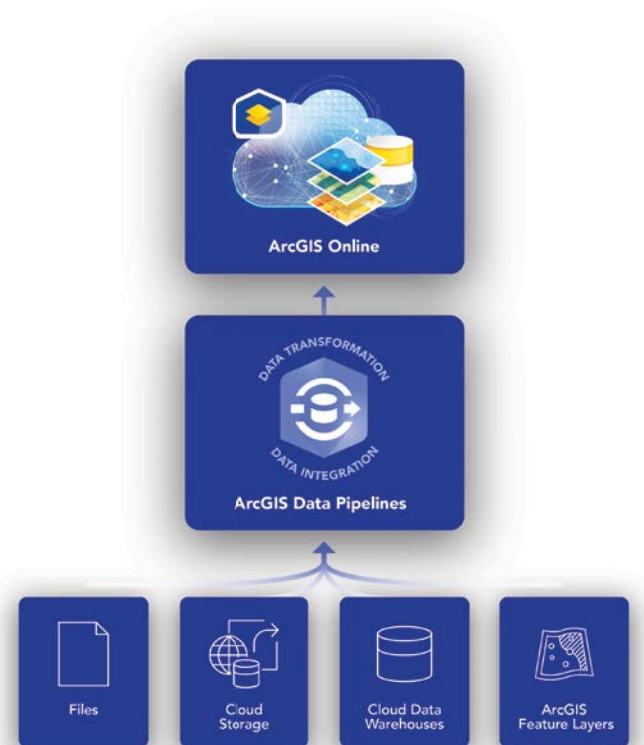 ArcGIS Online
DATA TRANSFORMATION
DATA INTEGRATION
ArcGIS Data Pipelines
Files
Cloud
Storage
Cloud Data
Warehouses
ArcGIS
Feature Layers